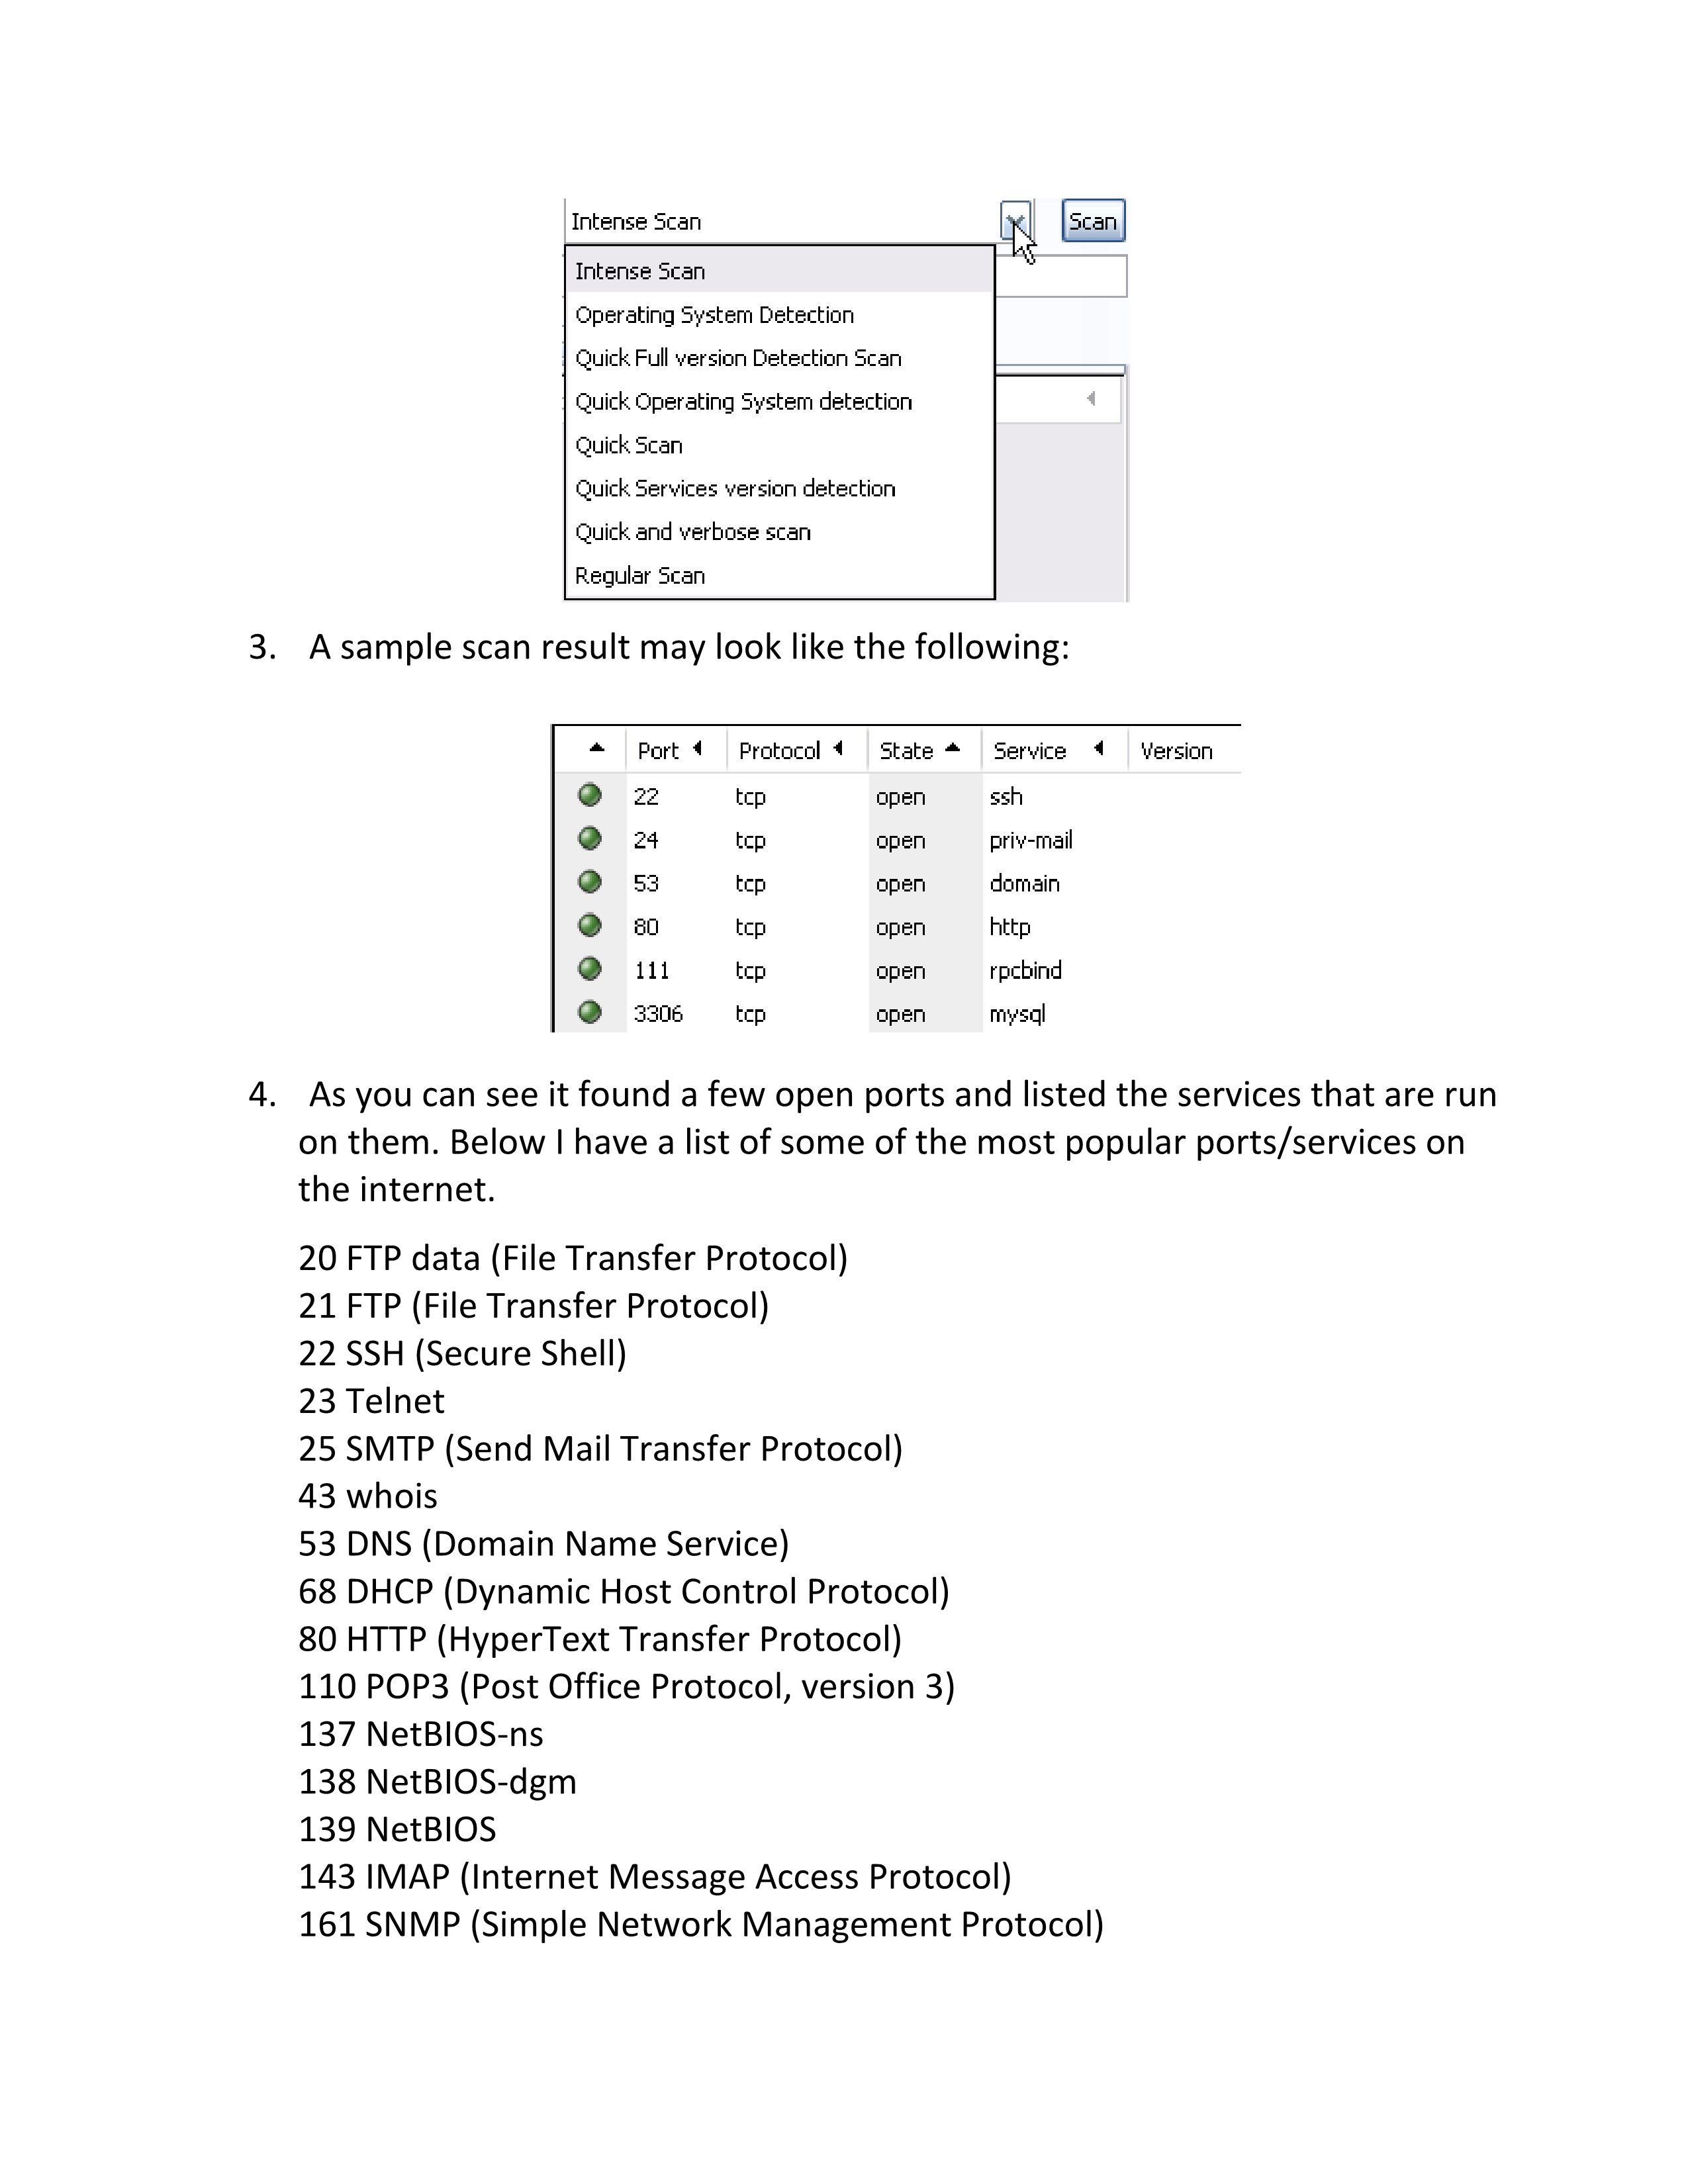 Intense Scan Scan
Intense Scan
Operating System Detection
Quick Full version Detection Scan
Quick Operating System detection
Quick Scan
Quick Services version detection
Quick and verbose scan
Regular Scan
3. A sample scan result may look like the following:
Port Protocol State Service Version
22 tcp open ssh
24 tcp open priv-mail
53 tcp open domain
80 tcp open http
111 tcp open rpcbind
3306 tcp open mysql
4. As you can see it found a few open ports and listed the services that are run
on them. Below I have a list of some of the most popular ports/services on
the internet.
20 FTP data (File Transfer Protocol)
21 FTP (File Transfer Protocol)
22 SSH (Secure Shell)
23 Telnet
25 SMTP (Send Mail Transfer Protocol)
43 whois
53 DNS (Domain Name Service)
68 DHCP (Dynamic Host Control Protocol)
80 HTTP (HyperText Transfer Protocol)
110 POP3 (Post Office Protocol, version 3)
137 NetBIOS-ns
138 NetBIOS-dgm
139 NetBIOS
143 IMAP (Internet Message Access Protocol)
161 SNMP (Simple Network Management Protocol)